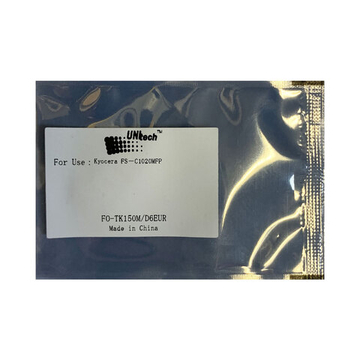 UNItech™
For Use : Kyocera FS-C1020MFP
FO-TK150M/D6EUR
Made in China